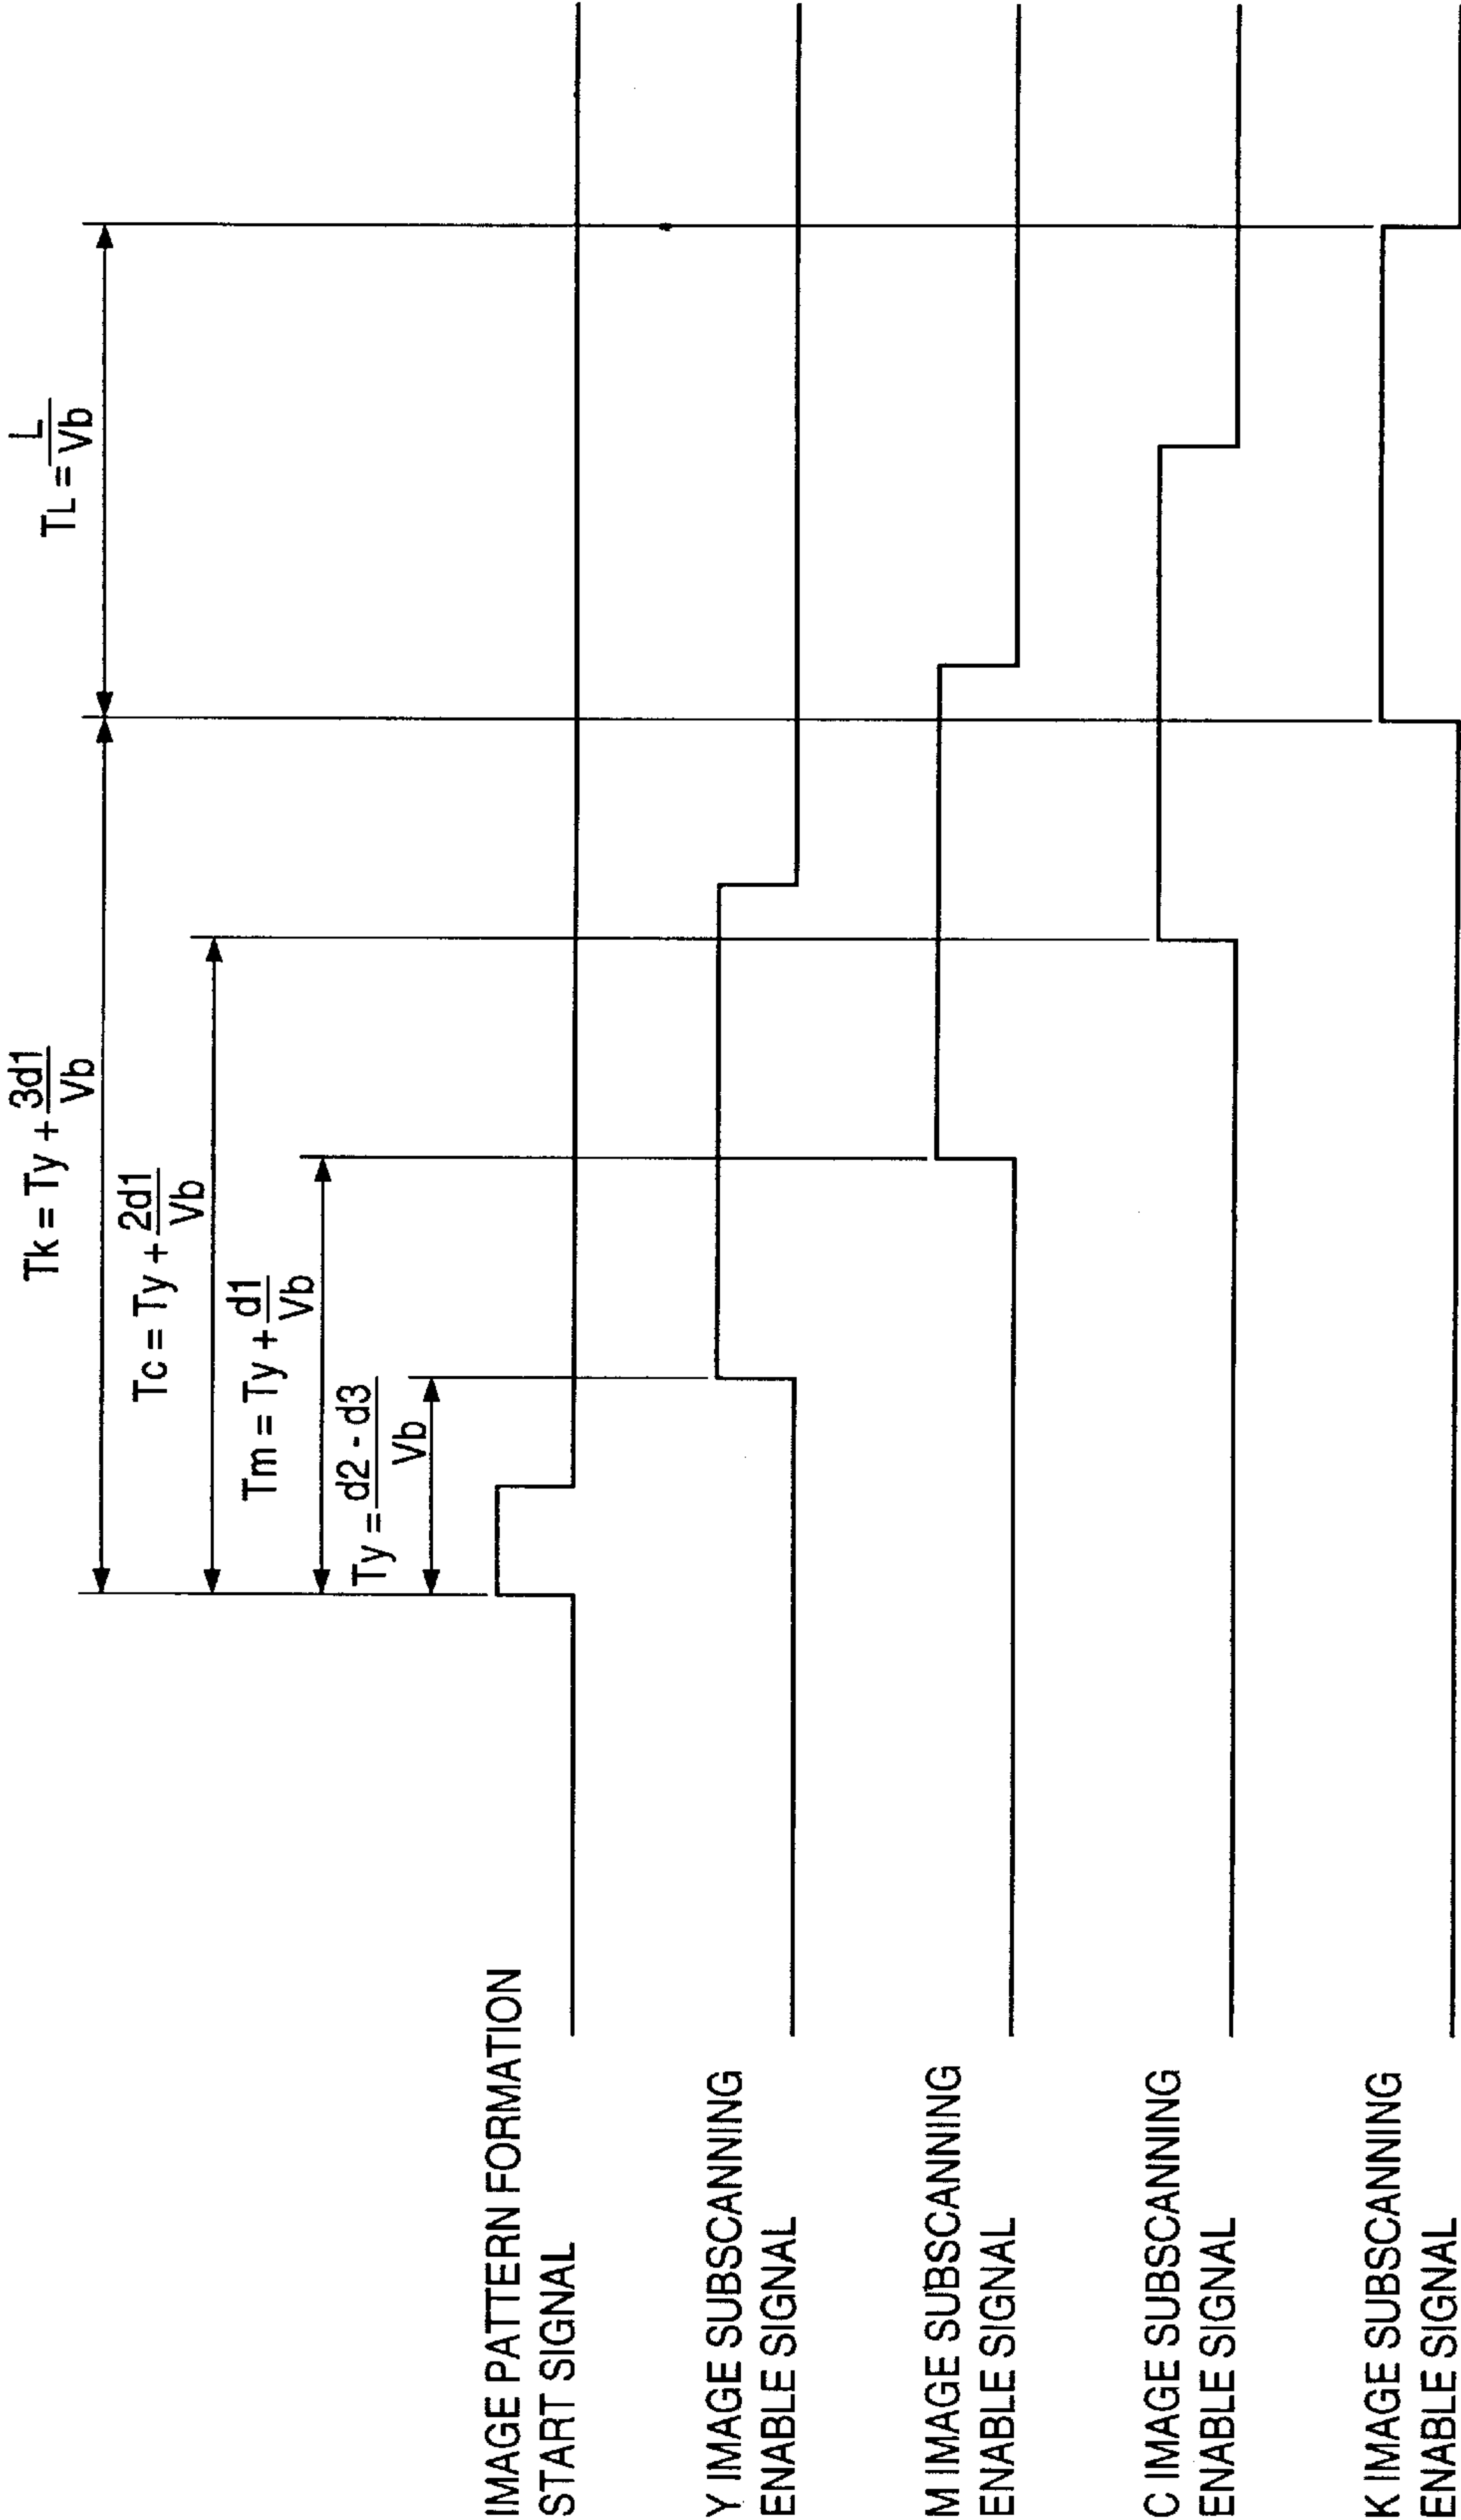 Tk = Ty + 3d1/Vb
TL = L/Vb
Tc = Ty + 2d1/Vb
Tm = Ty + d1/Vb
Ty = d2 - d3/Vb
IMAGE PATTERN FORMATION
START SIGNAL
Y IMAGE SUBSCANNING
ENABLE SIGNAL
M IMAGE SUBSCANNING
ENABLE SIGNAL
C IMAGE SUBSCANNING
ENABLE SIGNAL
K IMAGE SUBSCANNING
ENABLE SIGNAL